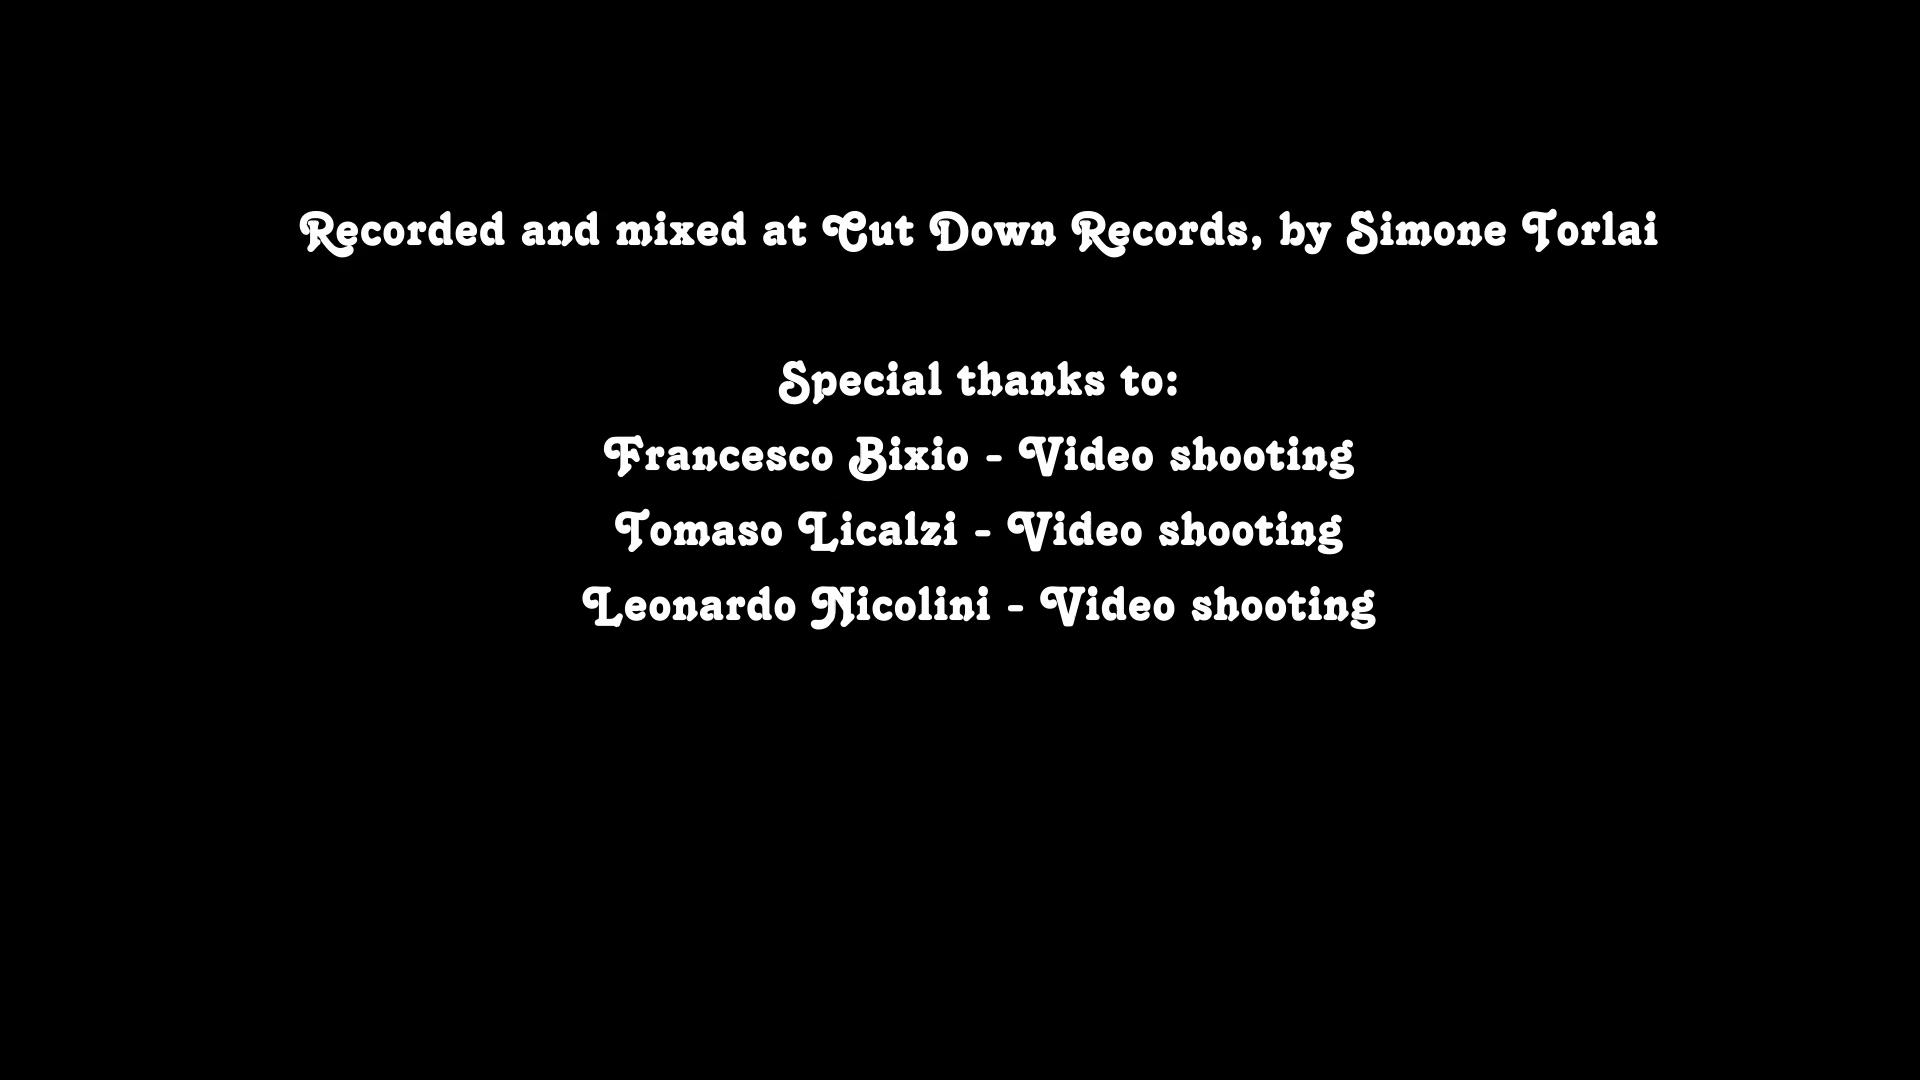 Recorded and mixed at Cut Down Records, by Simone Torlai
Special thanks to:
Francesco Bixio - Video shooting
Tomaso Licalzi - Video shooting
Leonardo Nicolini - Video shooting